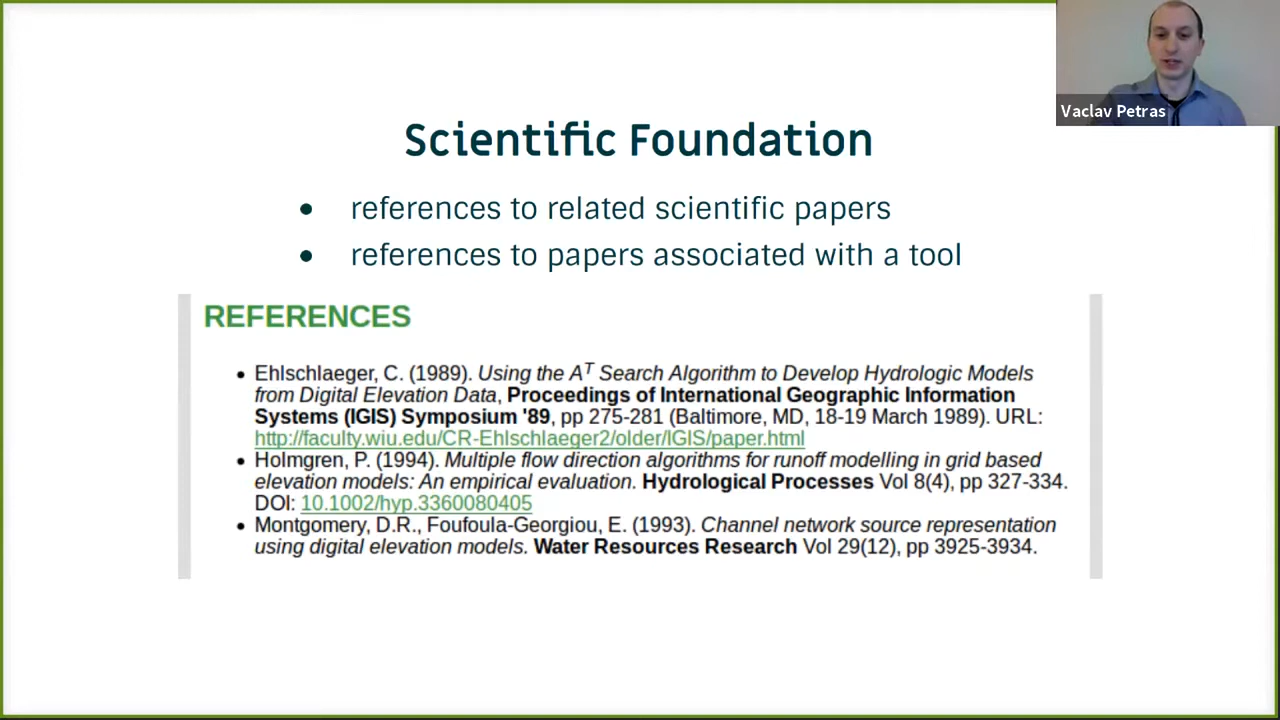 Vaclav Petras
Scientific Foundation
• references to related scientific papers
• references to papers associated with a tool
REFERENCES
• Ehlschlaeger, C. (1989). Using the A^T Search Algorithm to Develop Hydrologic Models
from Digital Elevation Data, Proceedings of International Geographic Information
Systems (IGIS) Symposium '89, pp 275-281 (Baltimore, MD, 18-19 March 1989). URL:
http://faculty.wiu.edu/CR-Ehlschlaeger2/older/IGIS/paper.html
• Holmgren, P. (1994). Multiple flow direction algorithms for runoff modelling in grid based
elevation models: An empirical evaluation. Hydrological Processes Vol 8(4), pp 327-334.
DOI: 10.1002/hyp.3360080405
• Montgomery, D.R., Foufoula-Georgiou, E. (1993). Channel network source representation
using digital elevation models. Water Resources Research Vol 29(12), pp 3925-3934.